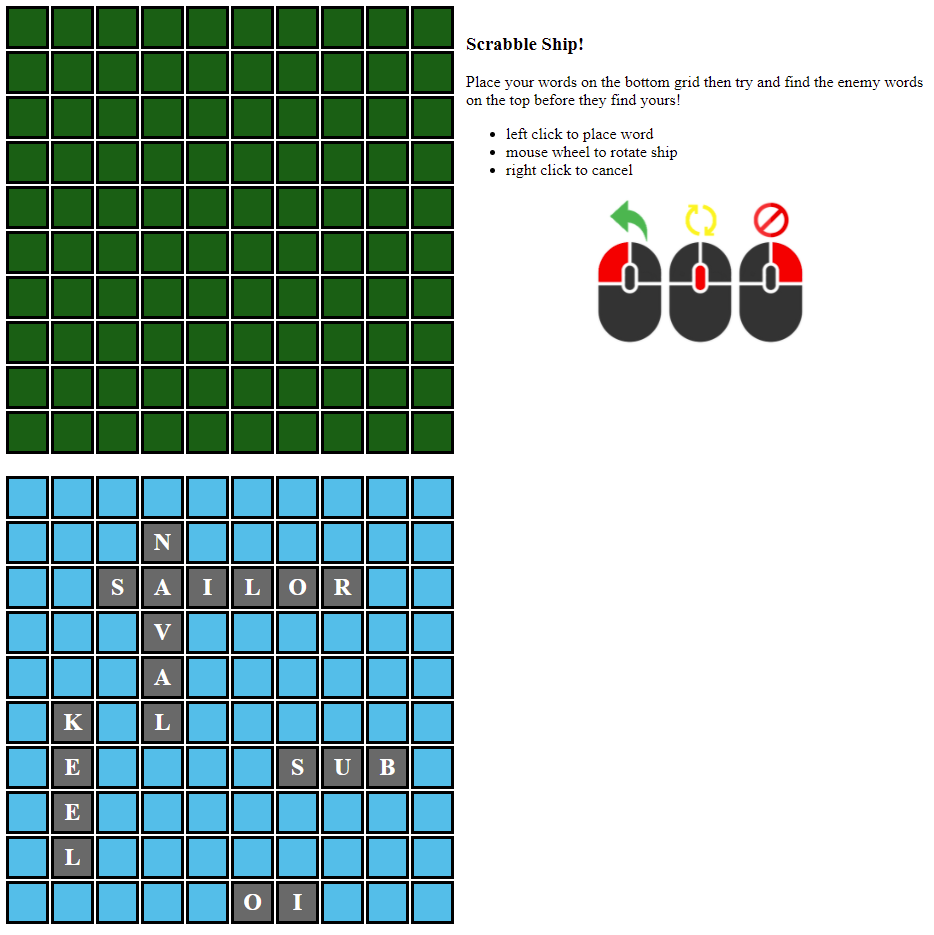 Scrabble Ship!
Place your words on the bottom grid then try and find the enemy words
on the top before they find yours!
left click to place word
mouse wheel to rotate ship
right click to cancel
N
S A I L O R
V
A
K L
E S U B
E
L
O I